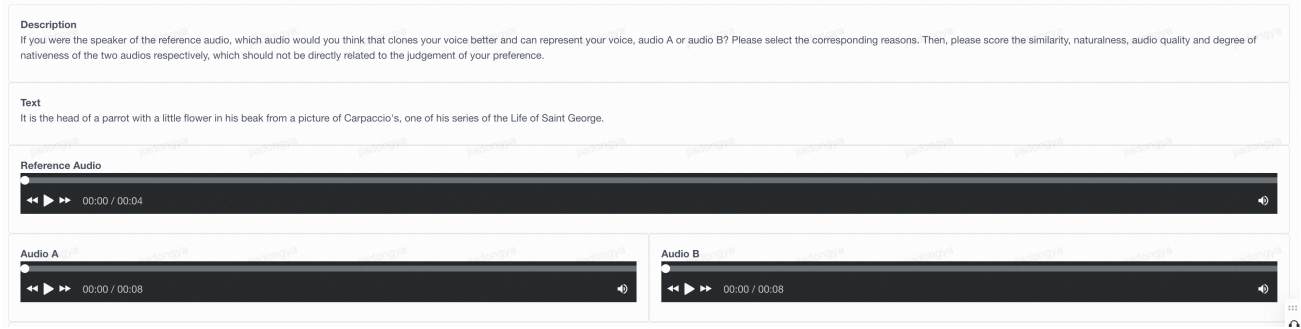 Description
If you were the speaker of the reference audio, which audio would you think that clones your voice better and can represent your voice, audio A or audio B? Please select the corresponding reasons. Then, please score the similarity, naturalness, audio quality and degree of
nativeness of the two audios respectively, which should not be directly related to the judgement of your preference.
Text
It is the head of a parrot with a little flower in his beak from a picture of Carpaccio's, one of his series of the Life of Saint George.
Reference Audio
00:00 / 00:04
Audio A
00:00 / 00:08
Audio B
00:00 / 00:08